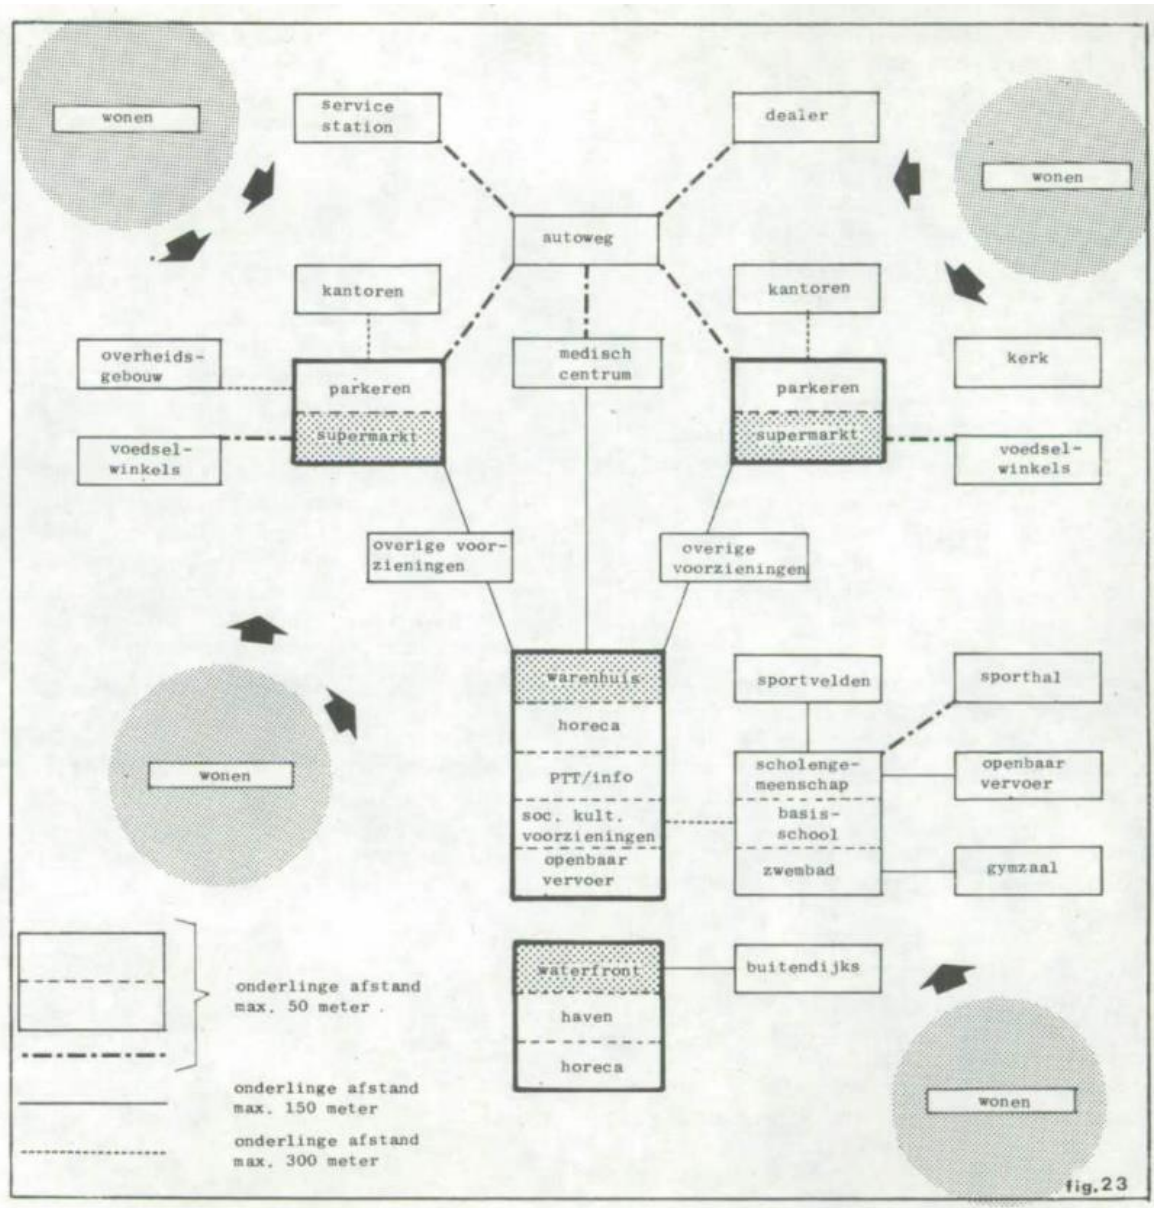 wonen
service
station
dealer
wonen
autoweg
kantoren
kantoren
overheids-
gebouw
medisch
centrum
kerk
parkeren
parkeren
supermarkt
supermarkt
voedsel-
winkels
voedsel-
winkels
overige voor-
zieningen
overige
voorzieningen
warenhuis
sportvelden
sporthal
horeca
wonen
PTT/info
scholenge-
meenschap
openbaar
vervoer
soc. kult.
voorzieningen
basis-
school
openbaar
vervoer
zwembad
gymzaal
waterfront
buitendijks
onderlinge afstand
max. 50 meter .
haven
horeca
onderlinge afstand
max. 150 meter
wonen
onderlinge afstand
max. 300 meter
fig.23